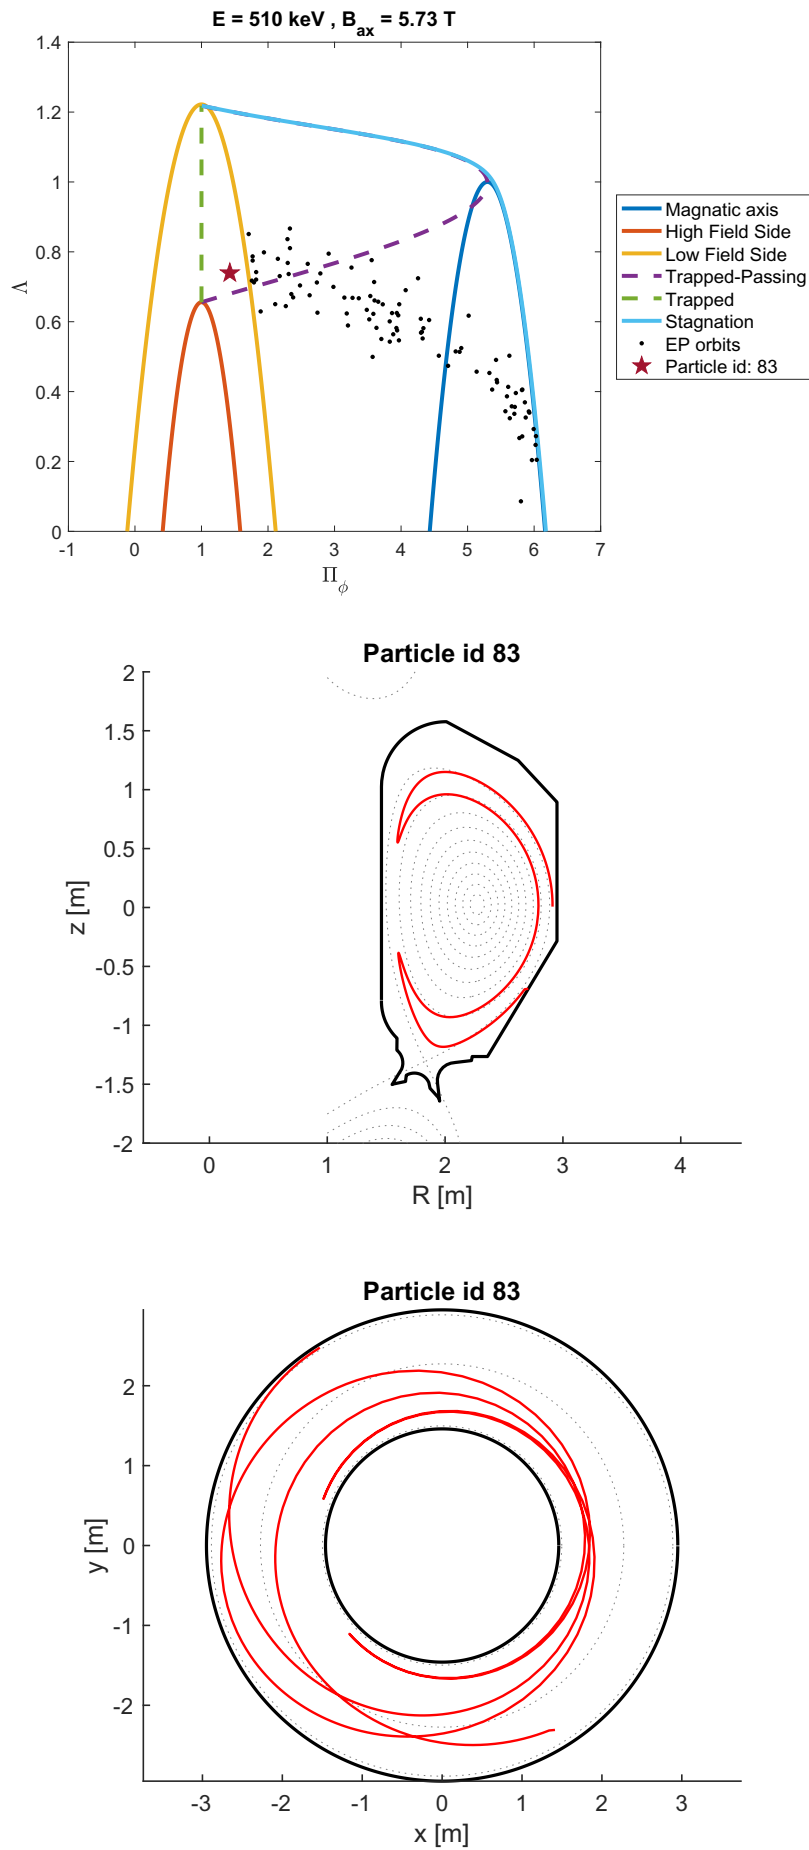 E = 510 keV , B_ax = 5.73 T
1.4
1.2
1
0.8
0.6
0.4
0.2
0
Λ
-1 0 1 2 3 4 5 6 7
Π_ϕ
Magnatic axis
High Field Side
Low Field Side
Trapped-Passing
Trapped
Stagnation
EP orbits
Particle id: 83
Particle id 83
2
1.5
1
0.5
0
-0.5
-1
-1.5
-2
z [m]
0 1 2 3 4
R [m]
Particle id 83
2
1
0
-1
-2
y [m]
-3 -2 -1 0 1 2 3
x [m]